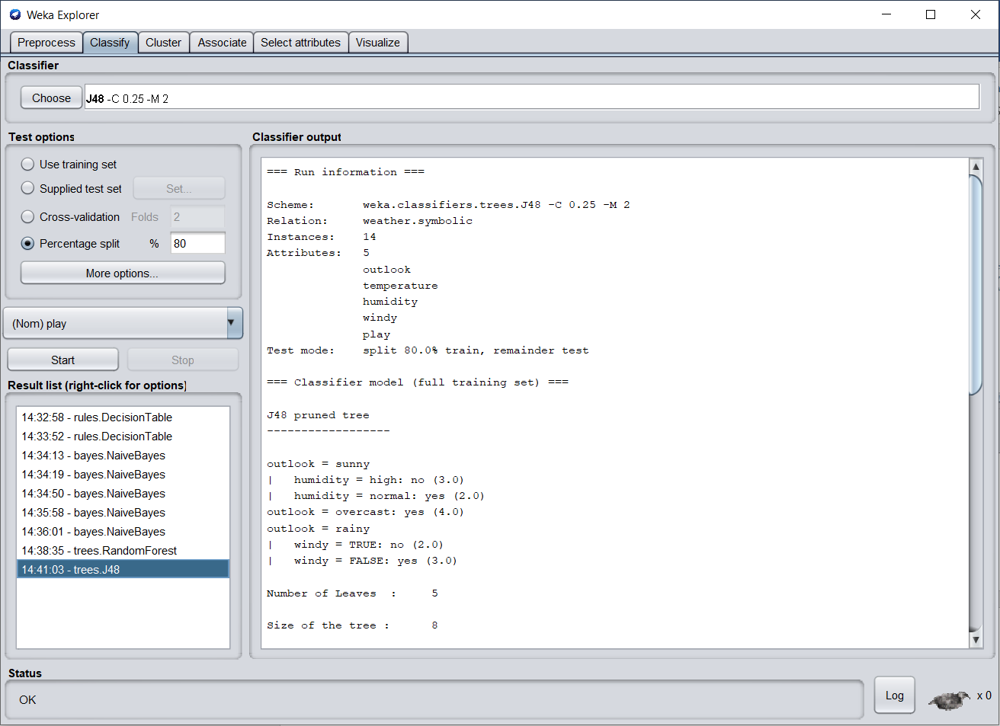 Weka Explorer
Preprocess Classify Cluster Associate Select attributes Visualize
Classifier
Choose J48 -C 0.25 -M 2
Test options
Use training set
Supplied test set Set...
Cross-validation Folds 2
Percentage split % 80
More options...
(Nom) play
Start Stop
Result list (right-click for options)
14:32:58 - rules.DecisionTable
14:33:52 - rules.DecisionTable
14:34:13 - bayes.NaiveBayes
14:34:19 - bayes.NaiveBayes
14:34:50 - bayes.NaiveBayes
14:35:58 - bayes.NaiveBayes
14:36:01 - bayes.NaiveBayes
14:38:35 - trees.RandomForest
14:41:03 - trees.J48
Classifier output
=== Run information ===
Scheme: weka.classifiers.trees.J48 -C 0.25 -M 2
Relation: weather.symbolic
Instances: 14
Attributes: 5
outlook
temperature
humidity
windy
play
Test mode: split 80.0% train, remainder test
=== Classifier model (full training set) ===
J48 pruned tree
------------------
outlook = sunny
| humidity = high: no (3.0)
| humidity = normal: yes (2.0)
outlook = overcast: yes (4.0)
outlook = rainy
| windy = TRUE: no (2.0)
| windy = FALSE: yes (3.0)
Number of Leaves : 5
Size of the tree : 8
Status
OK
Log x 0